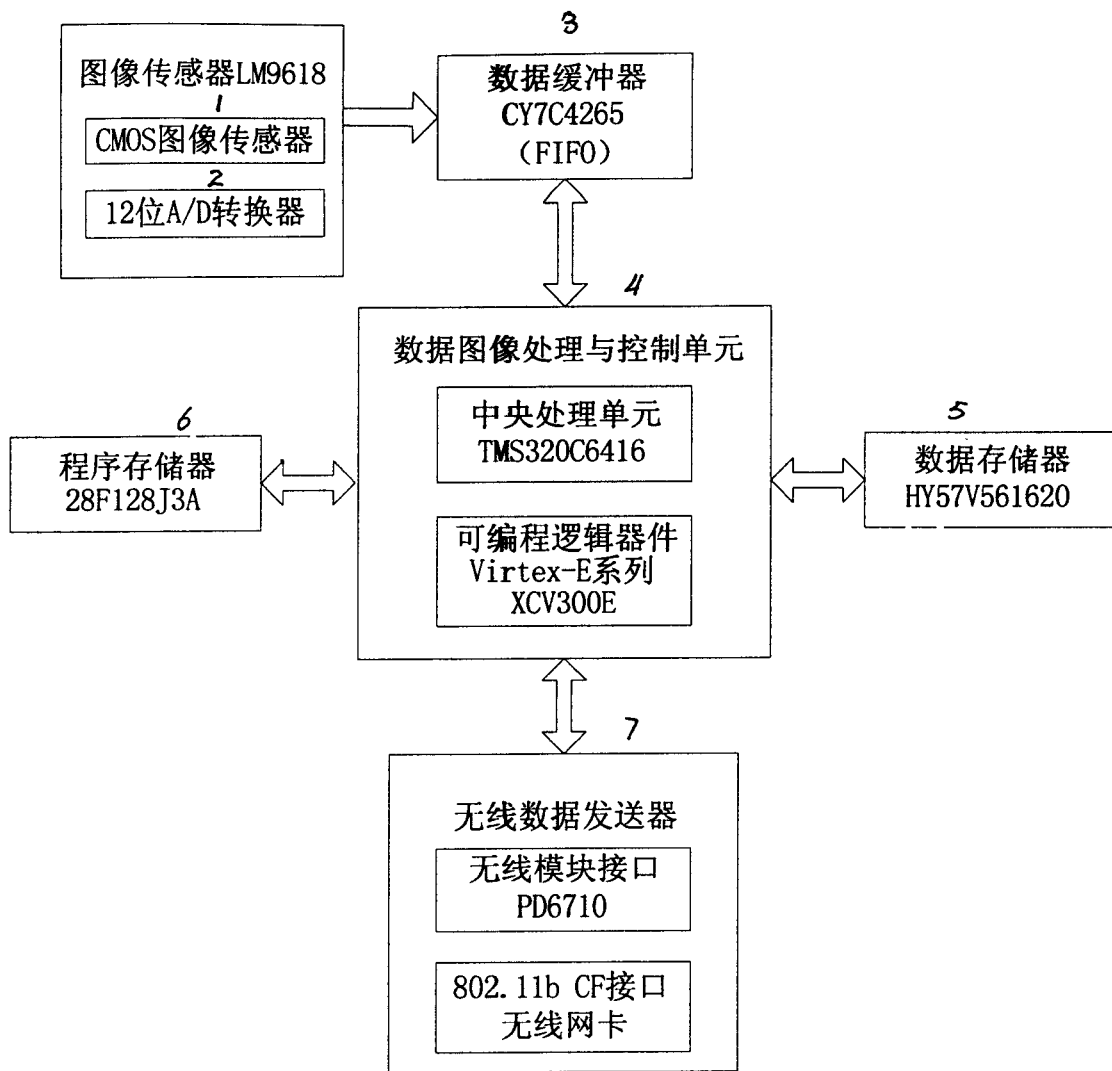 图像传感器LM9618
1
CMOS图像传感器
2
12位A/D转换器
3
数据缓冲器
CY7C4265
（FIFO）
4
数据图像处理与控制单元
中央处理单元
TMS320C6416
可编程逻辑器件
Virtex-E系列
XCV300E
6
程序存储器
28F128J3A
5
数据存储器
HY57V561620
7
无线数据发送器
无线模块接口
PD6710
802.11b CF接口
无线网卡